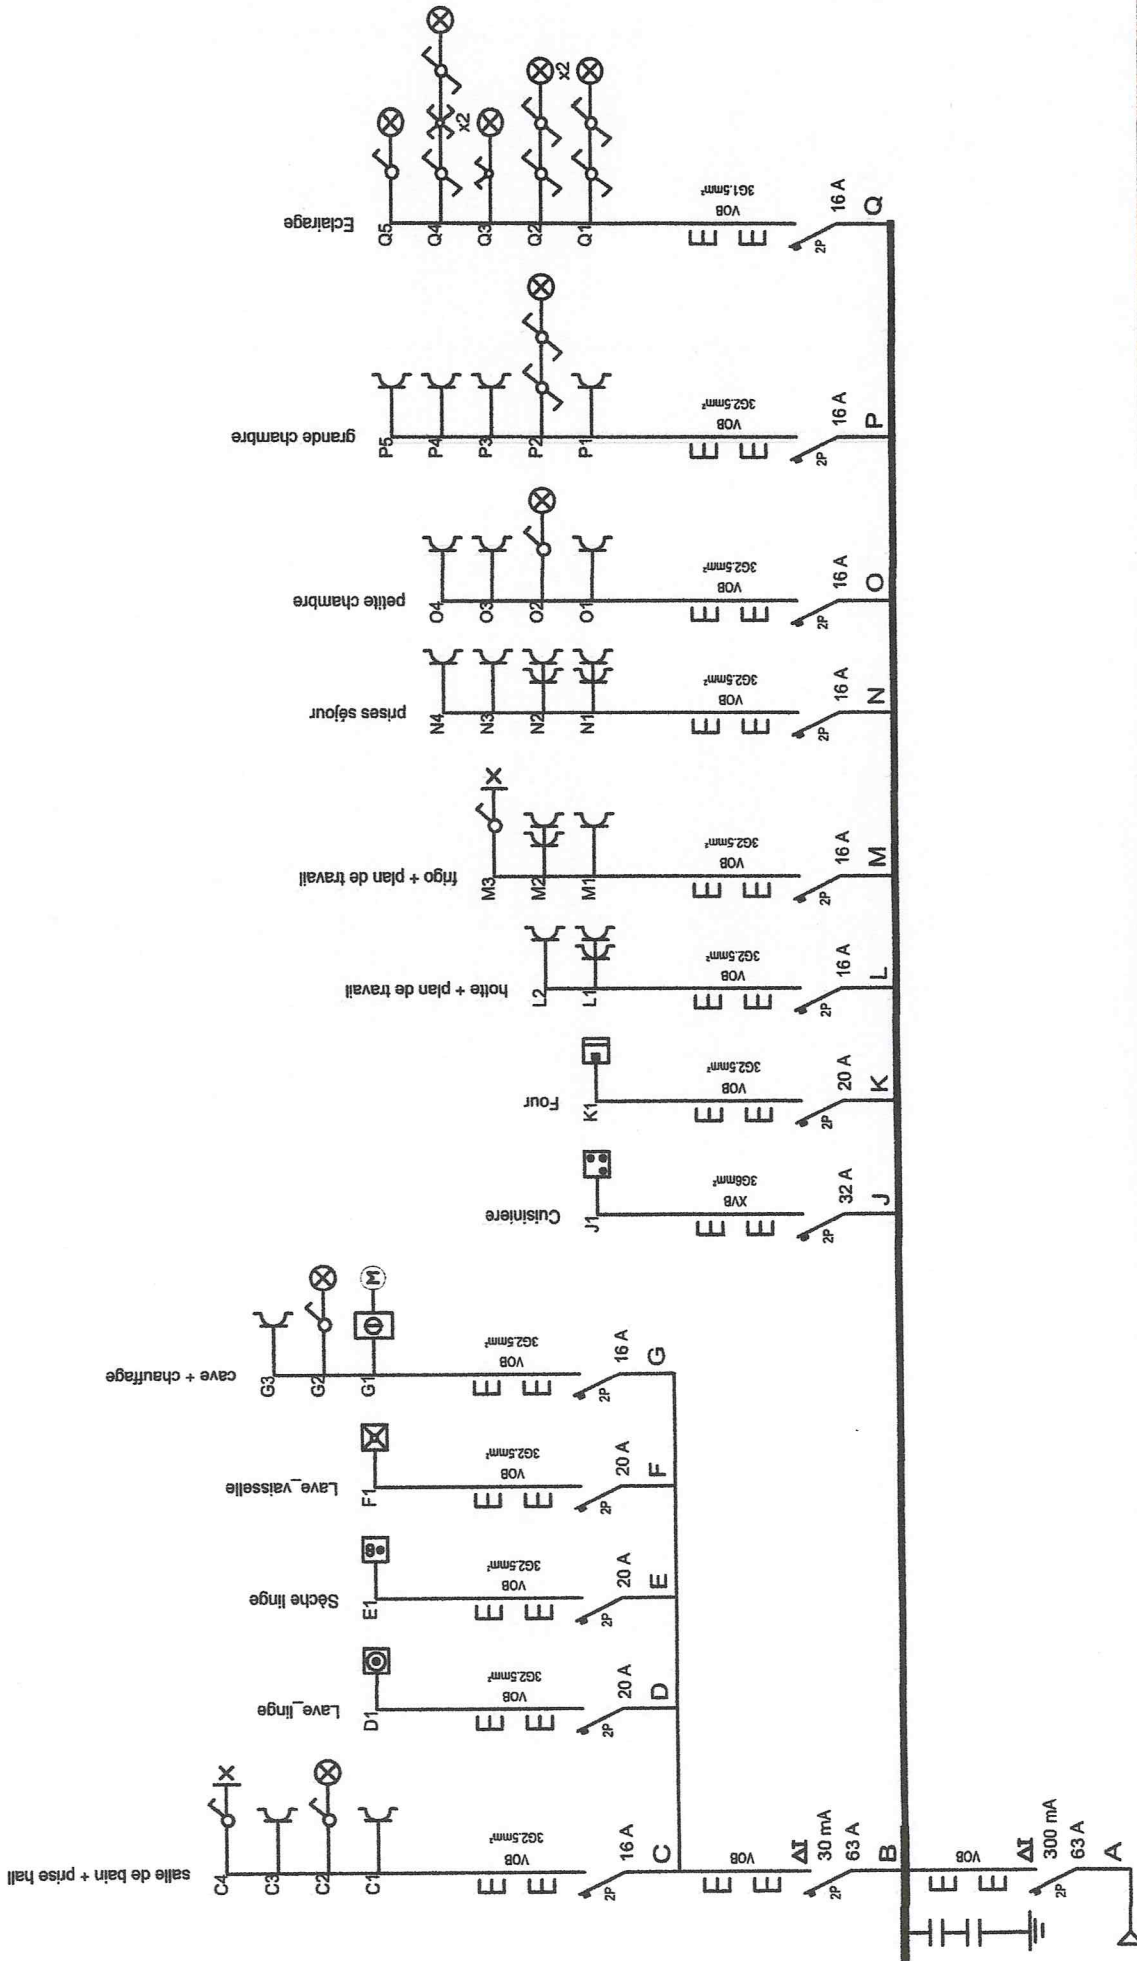 Eclairage
Q5
Q4
x2
Q3
Q2
x2
Q1
3G1.5mm²
VOB
2P
16 A
Q
grande chambre
P5
P4
P3
P2
P1
3G2.5mm²
VOB
2P
16 A
P
petite chambre
O4
O3
O2
O1
3G2.5mm²
VOB
2P
16 A
O
prises séjour
N4
N3
N2
N1
3G2.5mm²
VOB
2P
16 A
N
frigo + plan de travail
M3
M2
M1
3G2.5mm²
VOB
2P
16 A
M
hotte + plan de travail
L2
L1
3G2.5mm²
VOB
2P
16 A
L
Four
K1
3G2.5mm²
VOB
2P
20 A
K
Cuisiniere
J1
3G6mm²
XVB
2P
32 A
J
cave + chauffage
G3
G2
G1
M
3G2.5mm²
VOB
2P
16 A
G
Lave_vaisselle
F1
3G2.5mm²
VOB
2P
20 A
F
Sèche linge
E1
3G2.5mm²
VOB
2P
20 A
E
Lave_linge
D1
3G2.5mm²
VOB
2P
20 A
D
salle de bain + prise hall
C4
C3
C2
C1
3G2.5mm²
VOB
2P
16 A
C
VOB
ΔI
30 mA
2P
63 A
B
VOB
ΔI
300 mA
2P
63 A
A